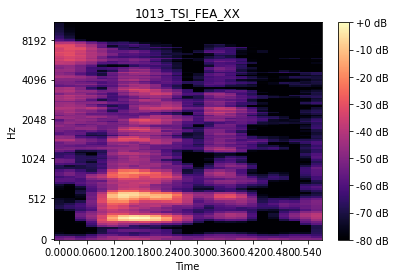 1013_TSI_FEA_XX
+0 dB
8192
-10 dB
4096
-20 dB
-30 dB
2048
Hz
-40 dB
1024
-50 dB
-60 dB
512
-70 dB
0
-80 dB
0.0000.0600.1200.1800.2400.3000.3600.4200.4800.540
Time